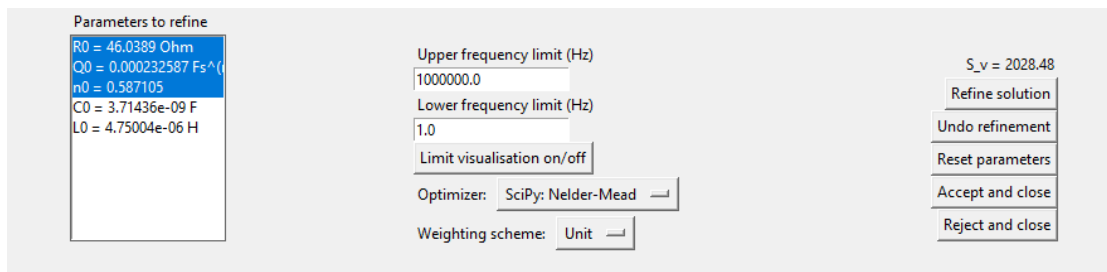 Parameters to refine
R0 = 46.0389 Ohm
Q0 = 0.000232587 Fs^(
n0 = 0.587105
C0 = 3.71436e-09 F
L0 = 4.75004e-06 H
Upper frequency limit (Hz)
1000000.0
Lower frequency limit (Hz)
1.0
Limit visualisation on/off
Optimizer: SciPy: Nelder-Mead
Weighting scheme: Unit
S_v = 2028.48
Refine solution
Undo refinement
Reset parameters
Accept and close
Reject and close